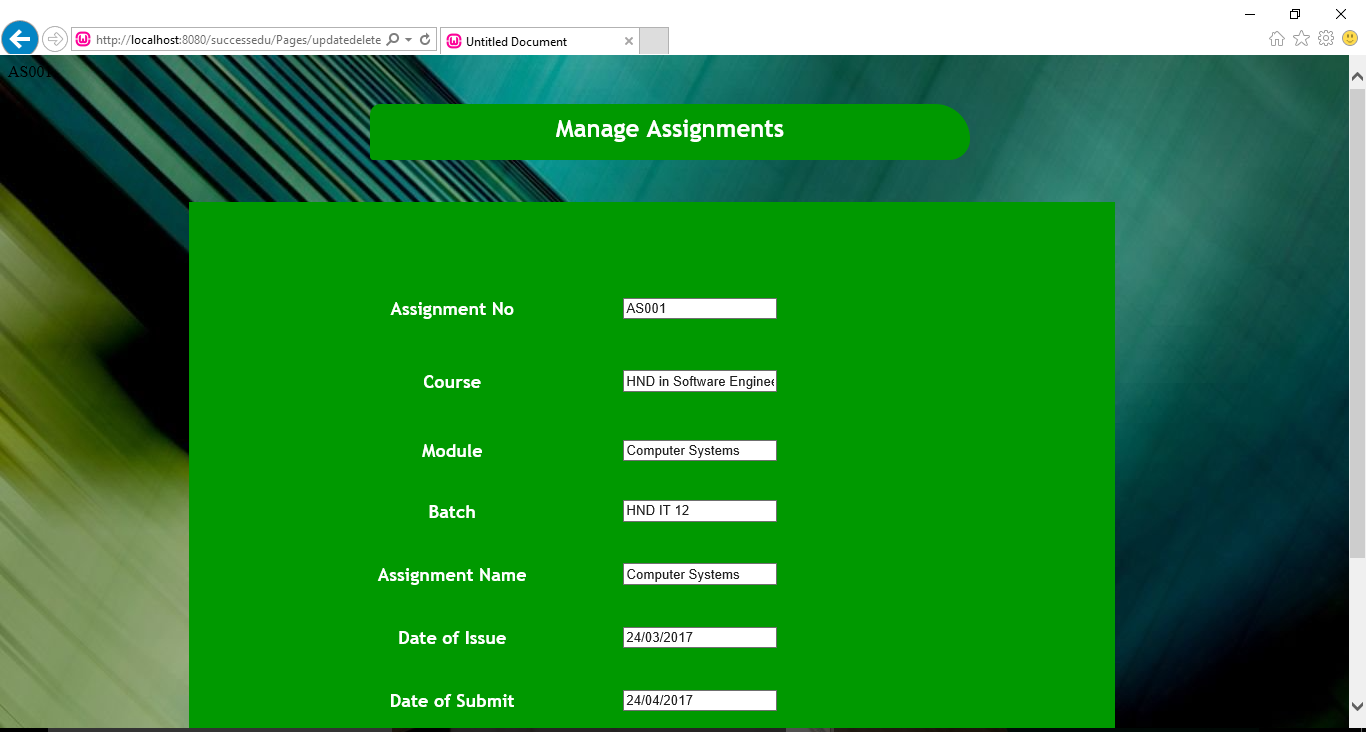 http://localhost:8080/successedu/Pages/updatedelete
Untitled Document
AS001
Manage Assignments
Assignment No AS001
Course HND in Software Enginee
Module Computer Systems
Batch HND IT 12
Assignment Name Computer Systems
Date of Issue 24/03/2017
Date of Submit 24/04/2017